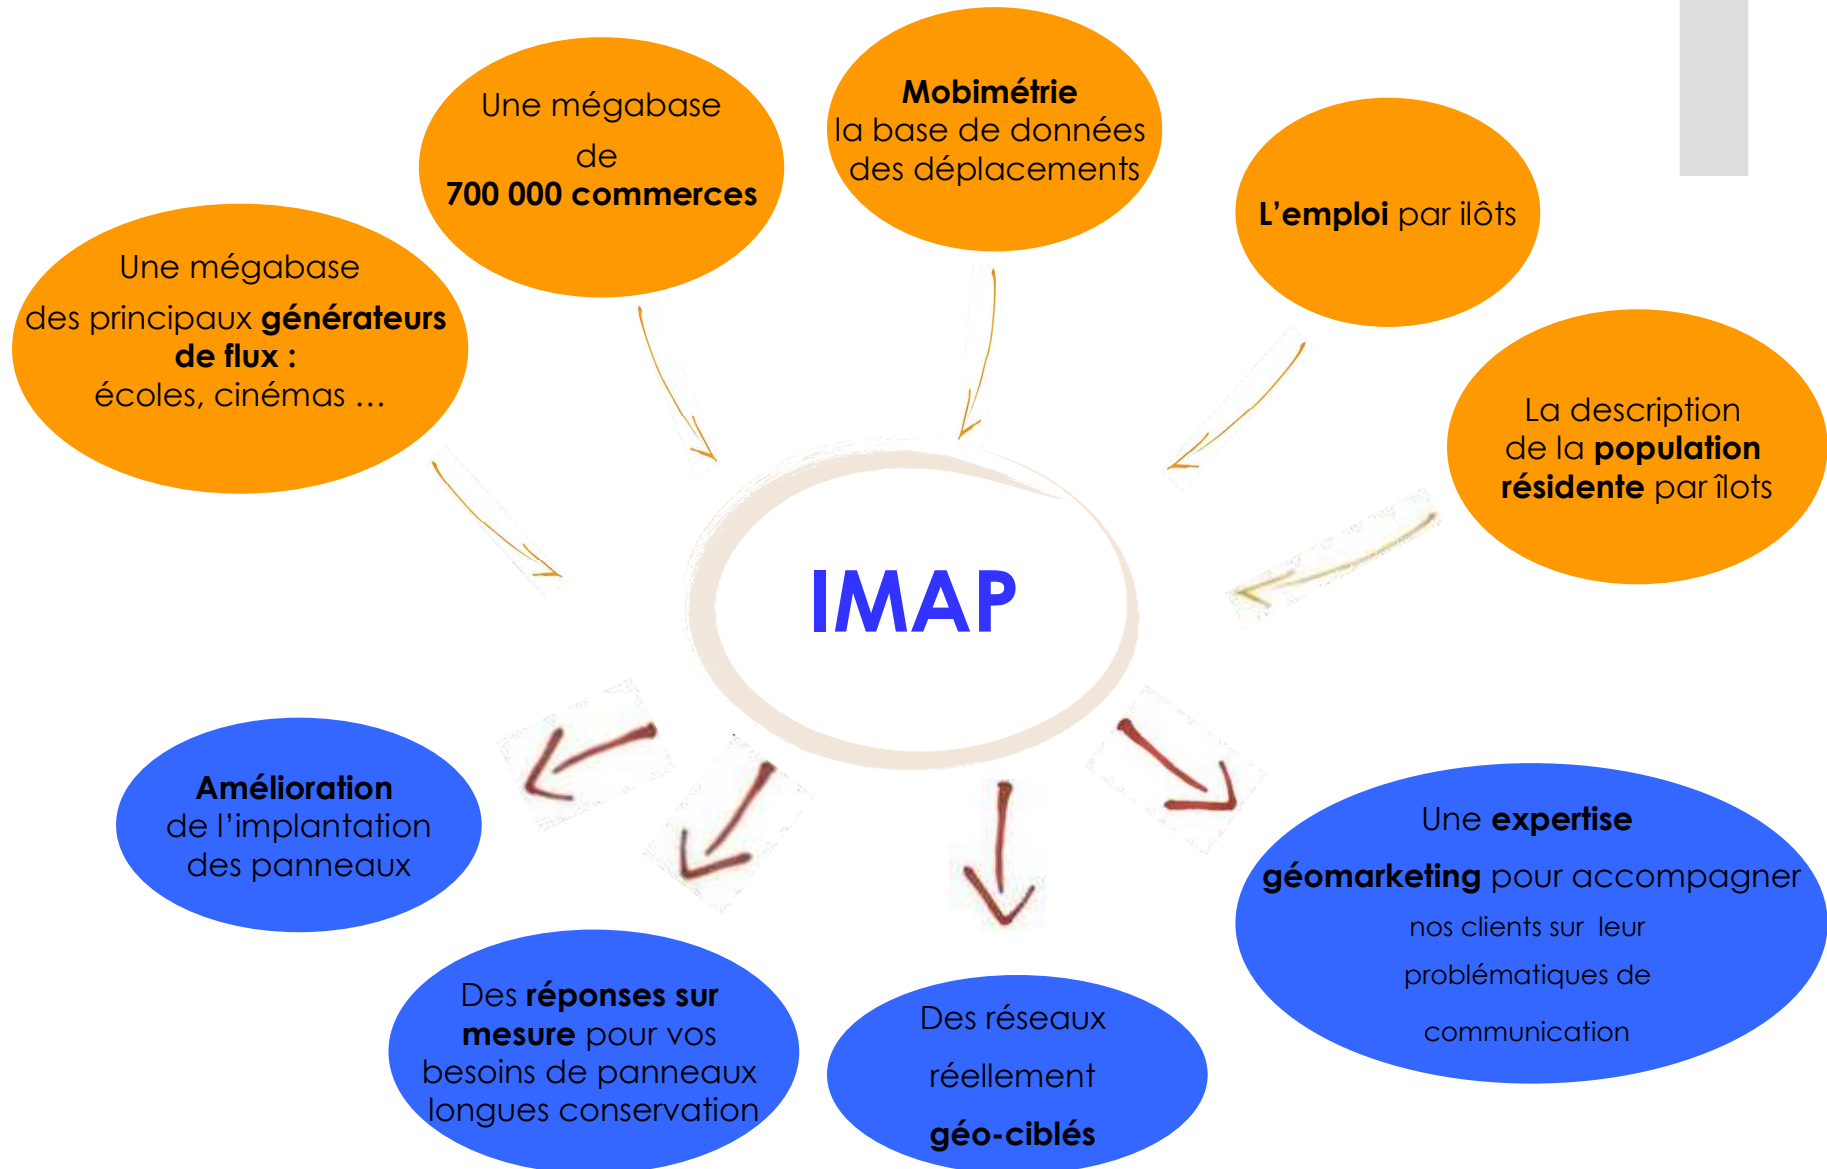 Une mégabase
des principaux générateurs
de flux :
écoles, cinémas …
Une mégabase
de
700 000 commerces
Mobimétrie
la base de données
des déplacements
L’emploi par ilôts
La description
de la population
résidente par îlots
IMAP
Amélioration
de l’implantation
des panneaux
Des réponses sur
mesure pour vos
besoins de panneaux
longues conservation
Des réseaux
réellement
géo-ciblés
Une expertise
géomarketing pour accompagner
nos clients sur leur
problématiques de
communication